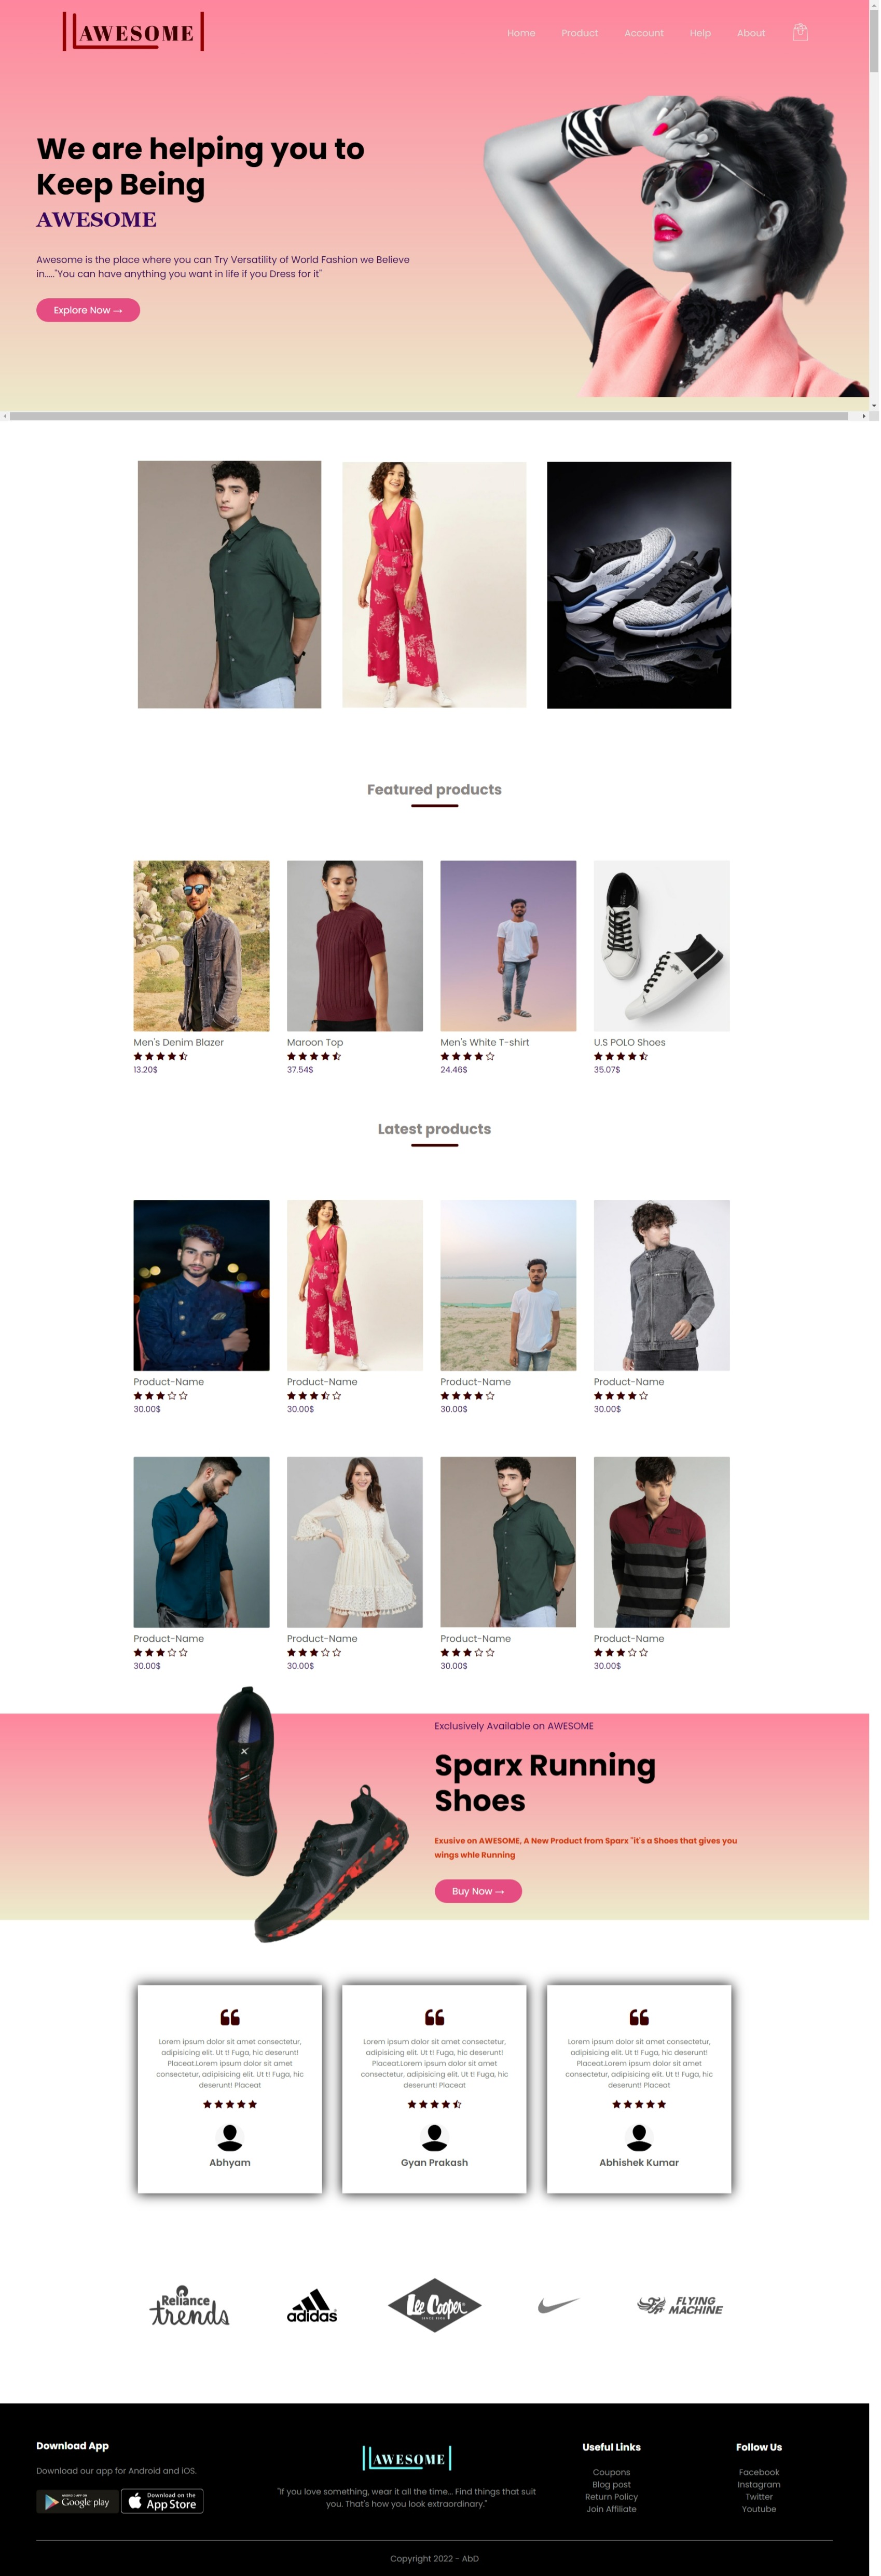 AWESOME
Home Product Account Help About
We are helping you to
Keep Being
AWESOME
Awesome is the place where you can Try Versatility of World Fashion we Believe
in....."You can have anything you want in life if you Dress for it"
Explore Now →
Featured products
Men's Denim Blazer Maroon Top Men's White T-shirt U.S POLO Shoes
13.20$ 37.54$ 24.46$ 35.07$
Latest products
Product-Name Product-Name Product-Name Product-Name
30.00$ 30.00$ 30.00$ 30.00$
Product-Name Product-Name Product-Name Product-Name
30.00$ 30.00$ 30.00$ 30.00$
Exclusively Available on AWESOME
Sparx Running
Shoes
Exusive on AWESOME, A New Product from Sparx "it's a Shoes that gives you
wings whle Running
Buy Now →
Lorem ipsum dolor sit amet consectetur,
adipisicing elit. Ut t! Fuga, hic deserunt!
Placeat.Lorem ipsum dolor sit amet
consectetur, adipisicing elit. Ut t! Fuga, hic
deserunt! Placeat
Abhyam
Lorem ipsum dolor sit amet consectetur,
adipisicing elit. Ut t! Fuga, hic deserunt!
Placeat.Lorem ipsum dolor sit amet
consectetur, adipisicing elit. Ut t! Fuga, hic
deserunt! Placeat
Gyan Prakash
Lorem ipsum dolor sit amet consectetur,
adipisicing elit. Ut t! Fuga, hic deserunt!
Placeat.Lorem ipsum dolor sit amet
consectetur, adipisicing elit. Ut t! Fuga, hic
deserunt! Placeat
Abhishek Kumar
Reliance
trends
adidas
Lee Cooper
SINCE 1908
FLYING
MACHINE
Download App
Download our app for Android and iOS.
ANDROID APP ON
Google play
Download on the
App Store
AWESOME
"If you love something, wear it all the time... Find things that suit
you. That's how you look extraordinary."
Useful Links
Coupons
Blog post
Return Policy
Join Affiliate
Follow Us
Facebook
Instagram
Twitter
Youtube
Copyright 2022 - AbD